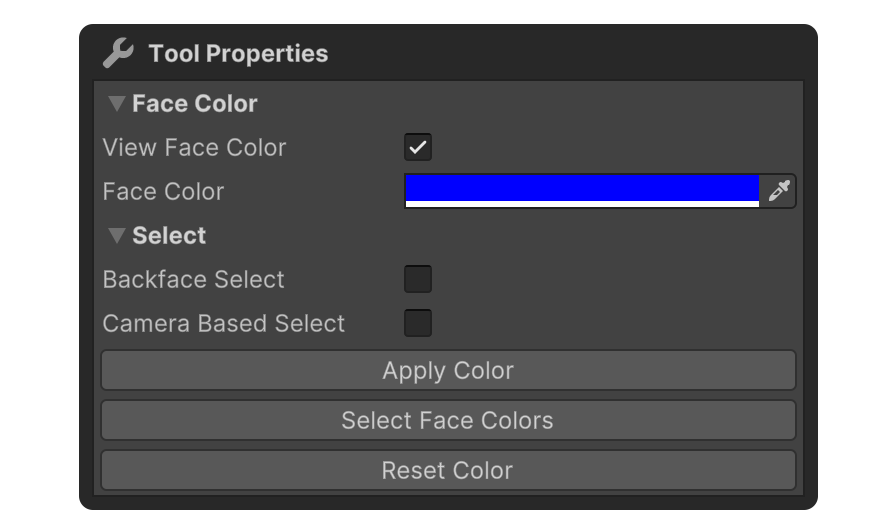 Tool Properties
Face Color
View Face Color
Face Color
Select
Backface Select
Camera Based Select
Apply Color
Select Face Colors
Reset Color